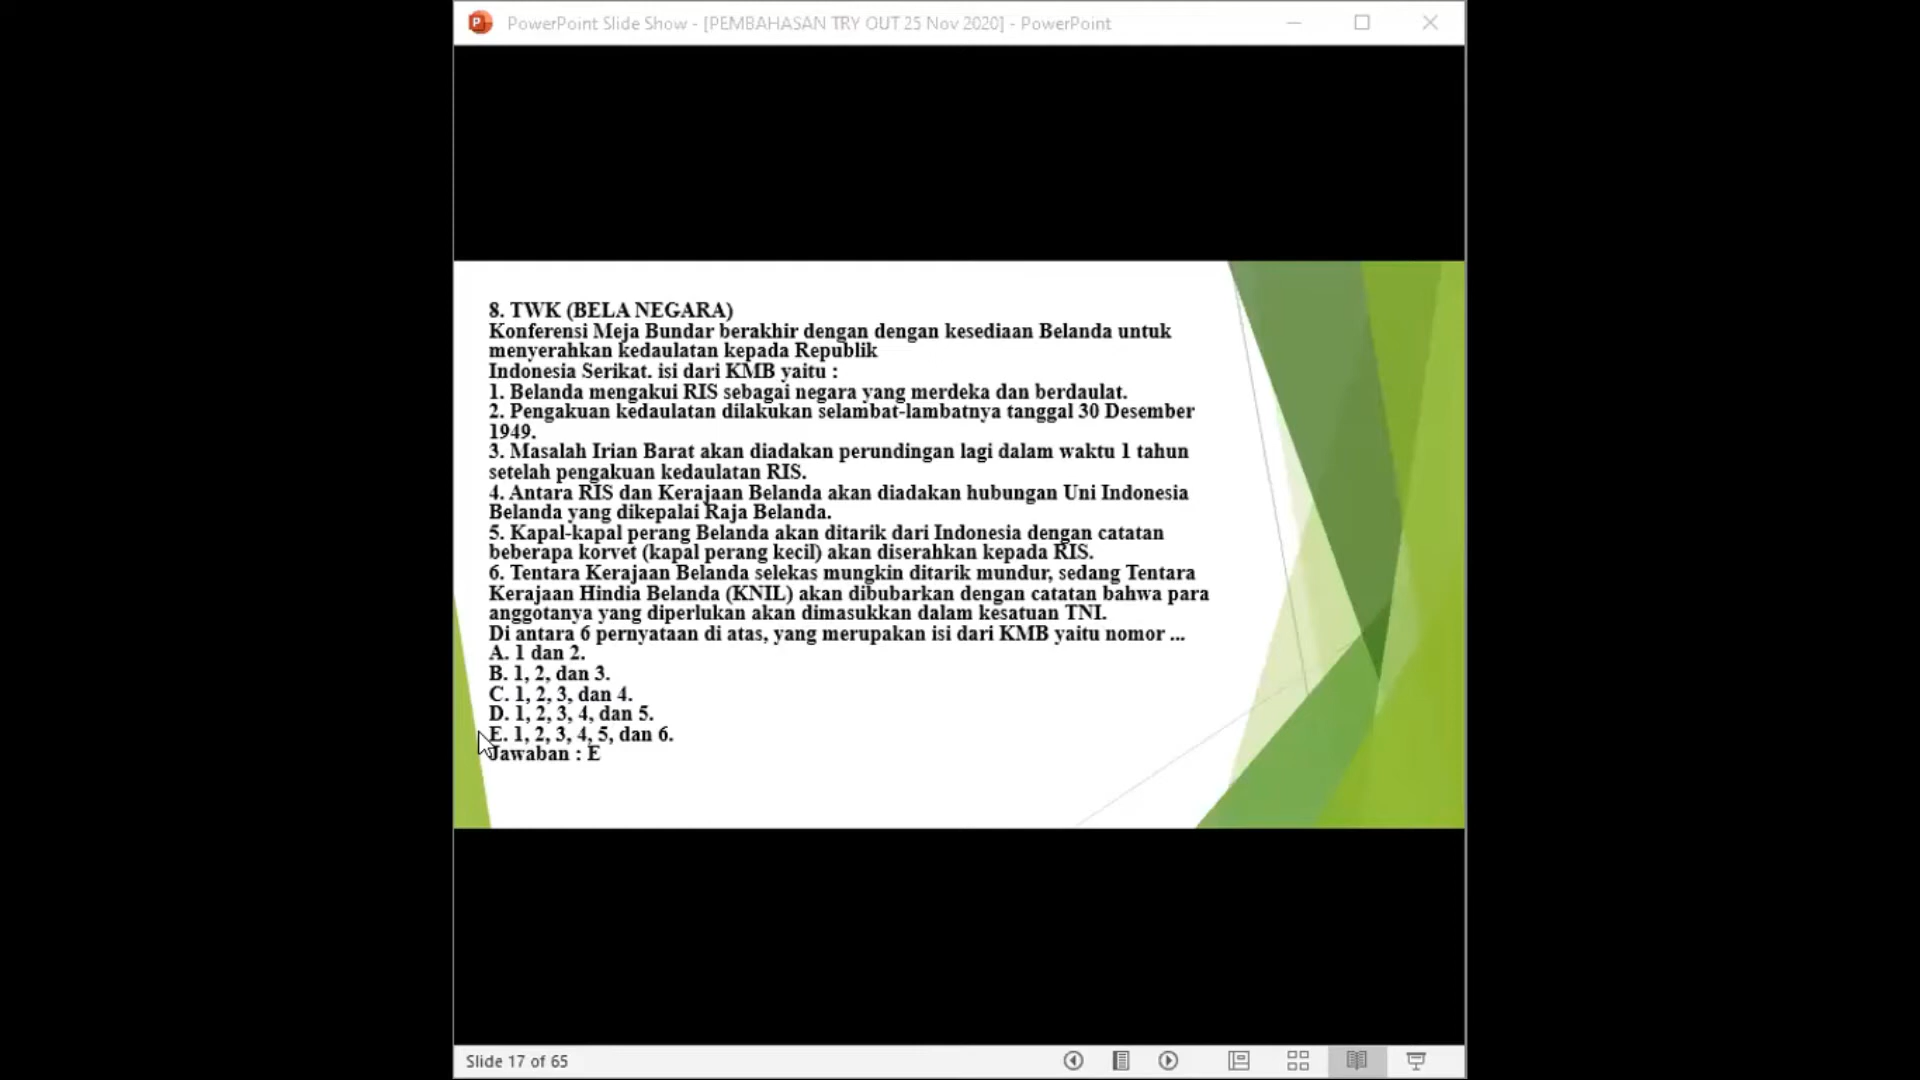 PowerPoint Slide Show - [PEMBAHASAN TRY OUT 25 Nov 2020] - PowerPoint
8. TWK (BELA NEGARA)
Konferensi Meja Bundar berakhir dengan dengan kesediaan Belanda untuk
menyerahkan kedaulatan kepada Republik
Indonesia Serikat. isi dari KMB yaitu :
1. Belanda mengakui RIS sebagai negara yang merdeka dan berdaulat.
2. Pengakuan kedaulatan dilakukan selambat-lambatnya tanggal 30 Desember
1949.
3. Masalah Irian Barat akan diadakan perundingan lagi dalam waktu 1 tahun
setelah pengakuan kedaulatan RIS.
4. Antara RIS dan Kerajaan Belanda akan diadakan hubungan Uni Indonesia
Belanda yang dikepalai Raja Belanda.
5. Kapal-kapal perang Belanda akan ditarik dari Indonesia dengan catatan
beberapa korvet (kapal perang kecil) akan diserahkan kepada RIS.
6. Tentara Kerajaan Belanda selekas mungkin ditarik mundur, sedang Tentara
Kerajaan Hindia Belanda (KNIL) akan dibubarkan dengan catatan bahwa para
anggotanya yang diperlukan akan dimasukkan dalam kesatuan TNI.
Di antara 6 pernyataan di atas, yang merupakan isi dari KMB yaitu nomor ...
A. 1 dan 2.
B. 1, 2, dan 3.
C. 1, 2, 3, dan 4.
D. 1, 2, 3, 4, dan 5.
E. 1, 2, 3, 4, 5, dan 6.
Jawaban : E
Slide 17 of 65